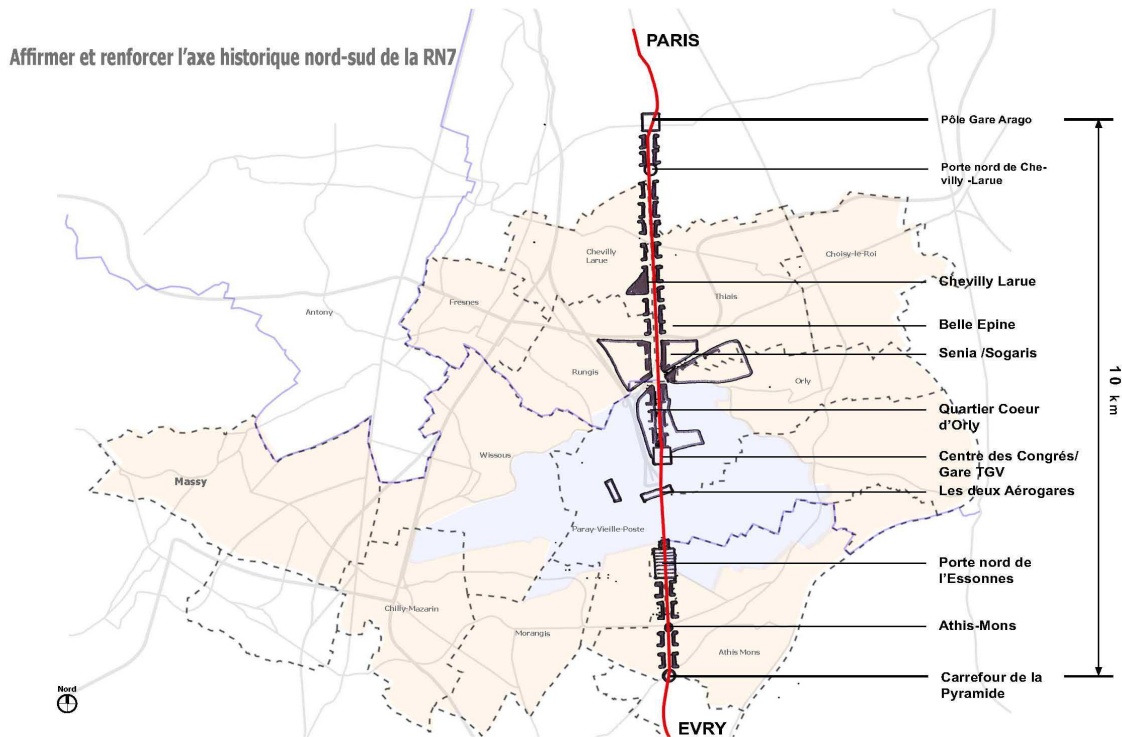 Affirmer et renforcer l'axe historique nord-sud de la RN7
PARIS
Pôle Gare Arago
Porte nord de Che-
villy -Larue
Chevilly
Larue
Choisy-le-Roi
Chevilly Larue
Thiais
Fresnes
Antony
Belle Epine
Senia /Sogaris
Rungis
Orly
10 km
Quartier Coeur
d'Orly
Wissous
Centre des Congrés/
Gare TGV
Massy
Les deux Aérogares
Paray-Vieille-Poste
Porte nord de
l'Essonnes
Chilly-Mazarin
Morangis
Athis-Mons
Athis Mons
Carrefour de la
Pyramide
Nord
EVRY